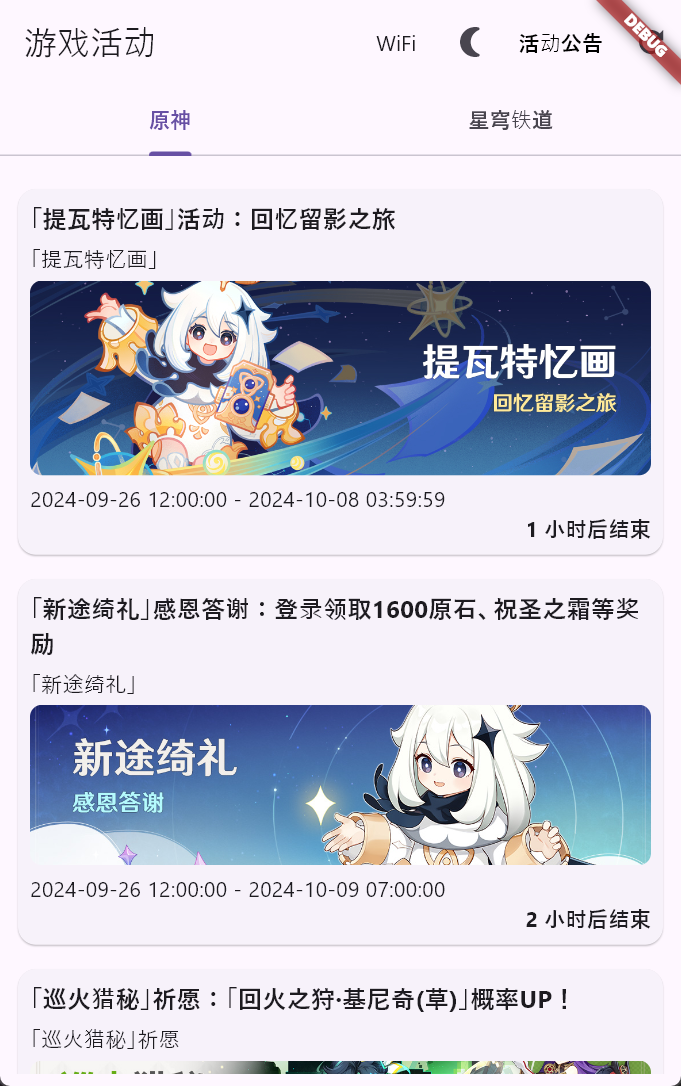 游戏活动
WiFi
活动公告
DEBUG
原神
星穹铁道
「提瓦特忆画」活动：回忆留影之旅
「提瓦特忆画」
提瓦特忆画
回忆留影之旅
2024-09-26 12:00:00 - 2024-10-08 03:59:59
1 小时后结束
「新途绮礼」感恩答谢：登录领取1600原石、祝圣之霜等奖
励
「新途绮礼」
新途绮礼
感恩答谢
2024-09-26 12:00:00 - 2024-10-09 07:00:00
2 小时后结束
「巡火猎秘」祈愿：「回火之狩·基尼奇(草)」概率UP！
「巡火猎秘」祈愿